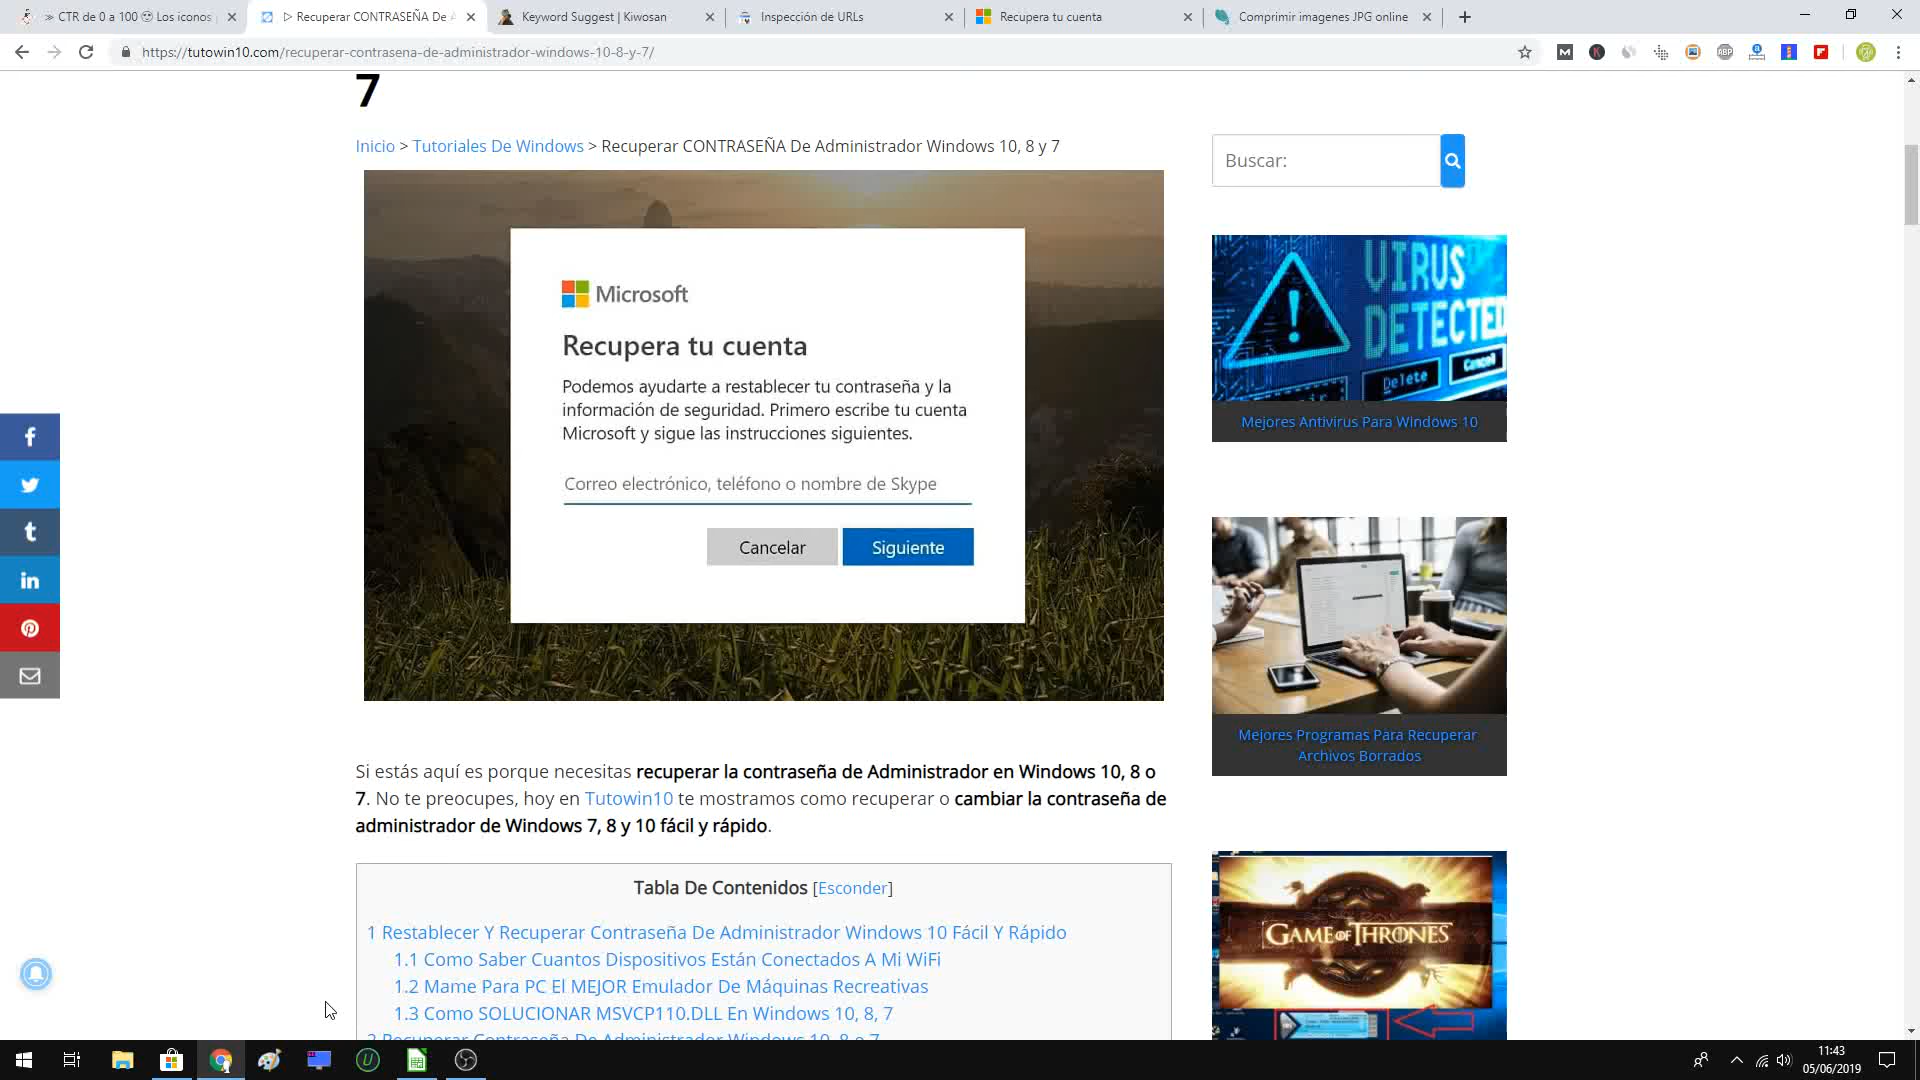 ≫ CTR de 0 a 100 😲 Los iconos
▷ Recuperar CONTRASEÑA De
Keyword Suggest | Kiwosan
Inspección de URLs
Recupera tu cuenta
Comprimir imagenes JPG online
https://tutowin10.com/recuperar-contrasena-de-administrador-windows-10-8-y-7/
7
Inicio > Tutoriales De Windows > Recuperar CONTRASEÑA De Administrador Windows 10, 8 y 7
Buscar:
Microsoft
Recupera tu cuenta
Podemos ayudarte a restablecer tu contraseña y la
información de seguridad. Primero escribe tu cuenta
Microsoft y sigue las instrucciones siguientes.
Correo electrónico, teléfono o nombre de Skype
Cancelar
Siguiente
VIRUS
DETECTED
Delete
Cancel
Mejores Antivirus Para Windows 10
Mejores Programas Para Recuperar
Archivos Borrados
Si estás aquí es porque necesitas recuperar la contraseña de Administrador en Windows 10, 8 o
7. No te preocupes, hoy en Tutowin10 te mostramos como recuperar o cambiar la contraseña de
administrador de Windows 7, 8 y 10 fácil y rápido.
Tabla De Contenidos [Esconder]
1 Restablecer Y Recuperar Contraseña De Administrador Windows 10 Fácil Y Rápido
1.1 Como Saber Cuantos Dispositivos Están Conectados A Mi WiFi
1.2 Mame Para PC El MEJOR Emulador De Máquinas Recreativas
1.3 Como SOLUCIONAR MSVCP110.DLL En Windows 10, 8, 7
2 Recuperar Contraseña De Administrador Windows 10, 8 o 7
GAME OF THRONES
11:43
05/06/2019